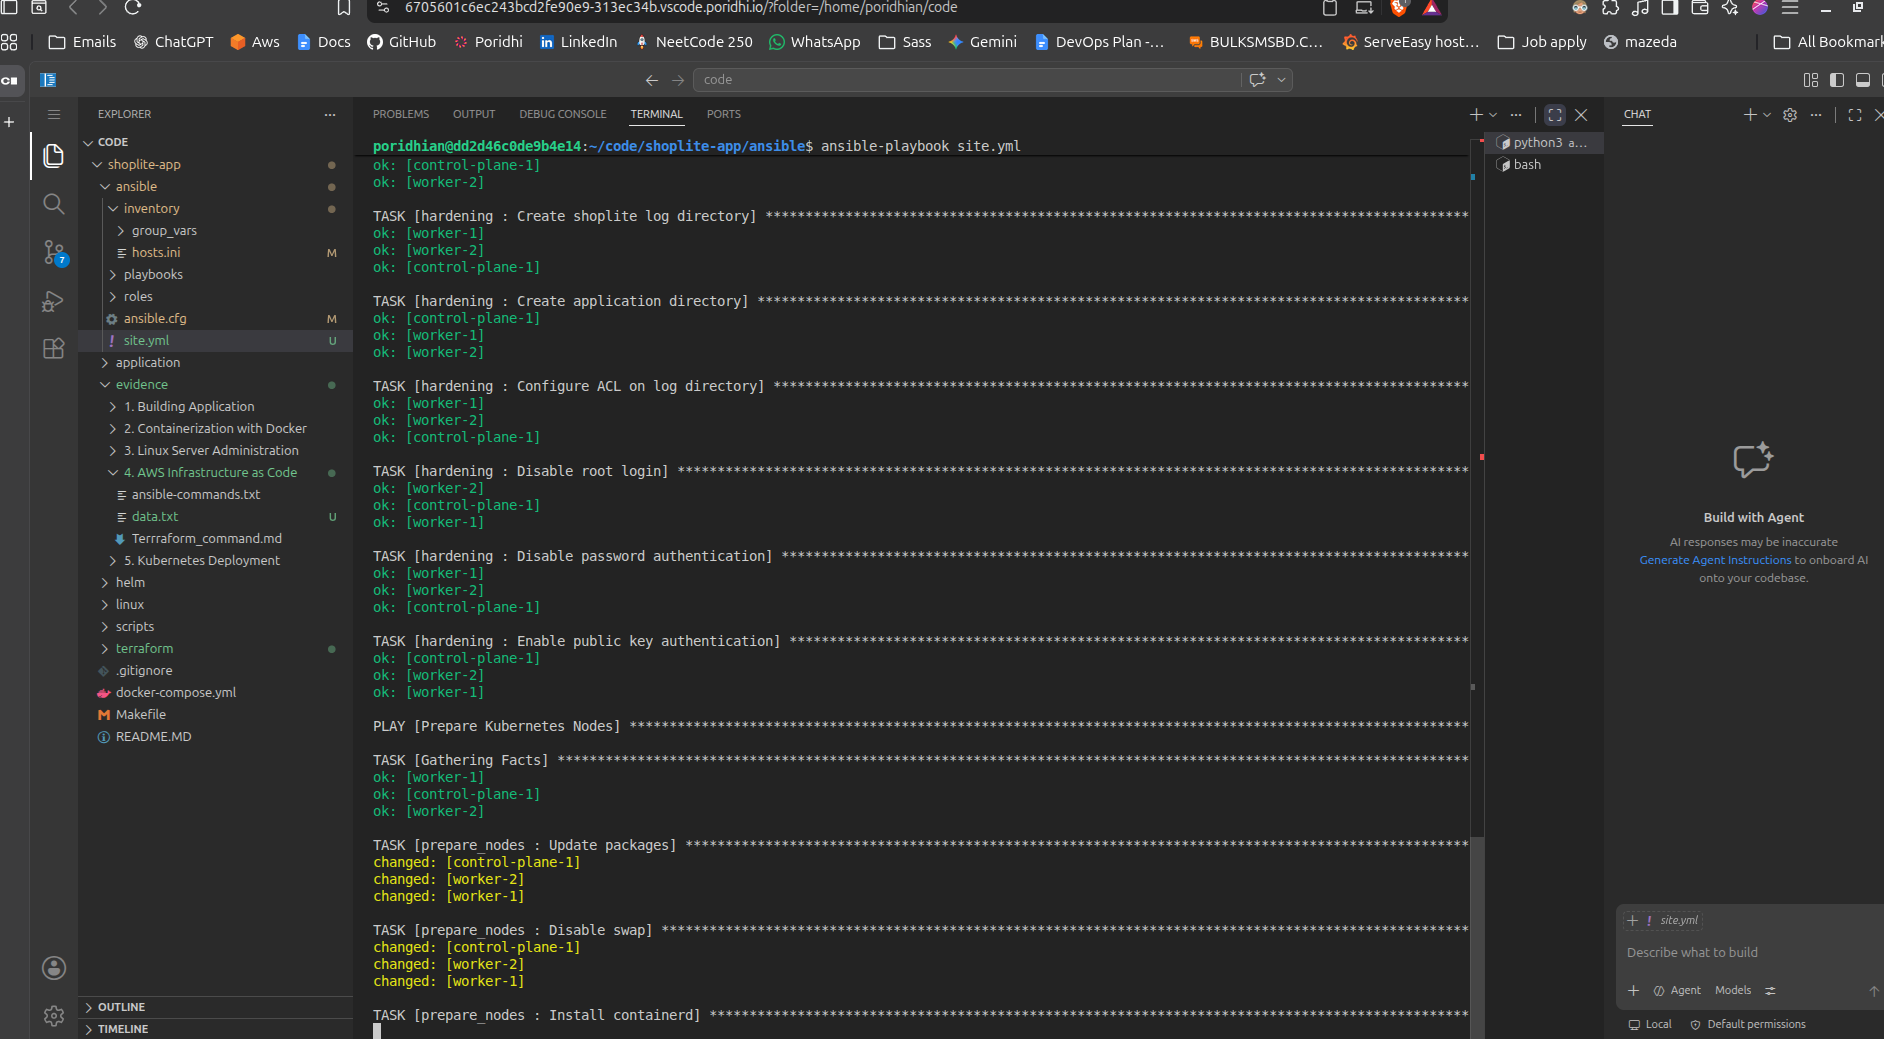 6705601c6ec243bcd2fe90e9-313ec34b.vscode.poridhi.io/?folder=/home/poridhian/code
Emails ChatGPT Aws Docs GitHub Poridhi LinkedIn NeetCode 250 WhatsApp Sass Gemini DevOps Plan -... BULKSMSBD.C... ServeEasy host... Job apply mazeda All Bookmark
code
EXPLORER
CODE
shoplite-app
ansible
inventory
group_vars
hosts.ini M
playbooks
roles
ansible.cfg M
site.yml U
application
evidence
1. Building Application
2. Containerization with Docker
3. Linux Server Administration
4. AWS Infrastructure as Code
ansible-commands.txt
data.txt U
Terrraform_command.md
5. Kubernetes Deployment
helm
linux
scripts
terraform
.gitignore
docker-compose.yml
Makefile
README.MD
OUTLINE
TIMELINE
7
PROBLEMS OUTPUT DEBUG CONSOLE TERMINAL PORTS
poridhian@dd2d46c0de9b4e14:~/code/shoplite-app/ansible$ ansible-playbook site.yml
ok: [control-plane-1]
ok: [worker-2]
TASK [hardening : Create shoplite log directory] ****************************************************************************************
ok: [worker-1]
ok: [worker-2]
ok: [control-plane-1]
TASK [hardening : Create application directory] *****************************************************************************************
ok: [control-plane-1]
ok: [worker-1]
ok: [worker-2]
TASK [hardening : Configure ACL on log directory] ***************************************************************************************
ok: [worker-1]
ok: [worker-2]
ok: [control-plane-1]
TASK [hardening : Disable root login] ***************************************************************************************************
ok: [worker-2]
ok: [control-plane-1]
ok: [worker-1]
TASK [hardening : Disable password authentication] **************************************************************************************
ok: [worker-1]
ok: [worker-2]
ok: [control-plane-1]
TASK [hardening : Enable public key authentication] *************************************************************************************
ok: [control-plane-1]
ok: [worker-2]
ok: [worker-1]
PLAY [Prepare Kubernetes Nodes] *********************************************************************************************************
TASK [Gathering Facts] ******************************************************************************************************************
ok: [worker-1]
ok: [control-plane-1]
ok: [worker-2]
TASK [prepare_nodes : Update packages] **************************************************************************************************
changed: [control-plane-1]
changed: [worker-2]
changed: [worker-1]
TASK [prepare_nodes : Disable swap] *****************************************************************************************************
changed: [control-plane-1]
changed: [worker-2]
changed: [worker-1]
TASK [prepare_nodes : Install containerd] ***********************************************************************************************
python3 a...
bash
CHAT
Build with Agent
AI responses may be inaccurate
Generate Agent Instructions to onboard AI
onto your codebase.
site.yml
Describe what to build
Agent Models
Local Default permissions